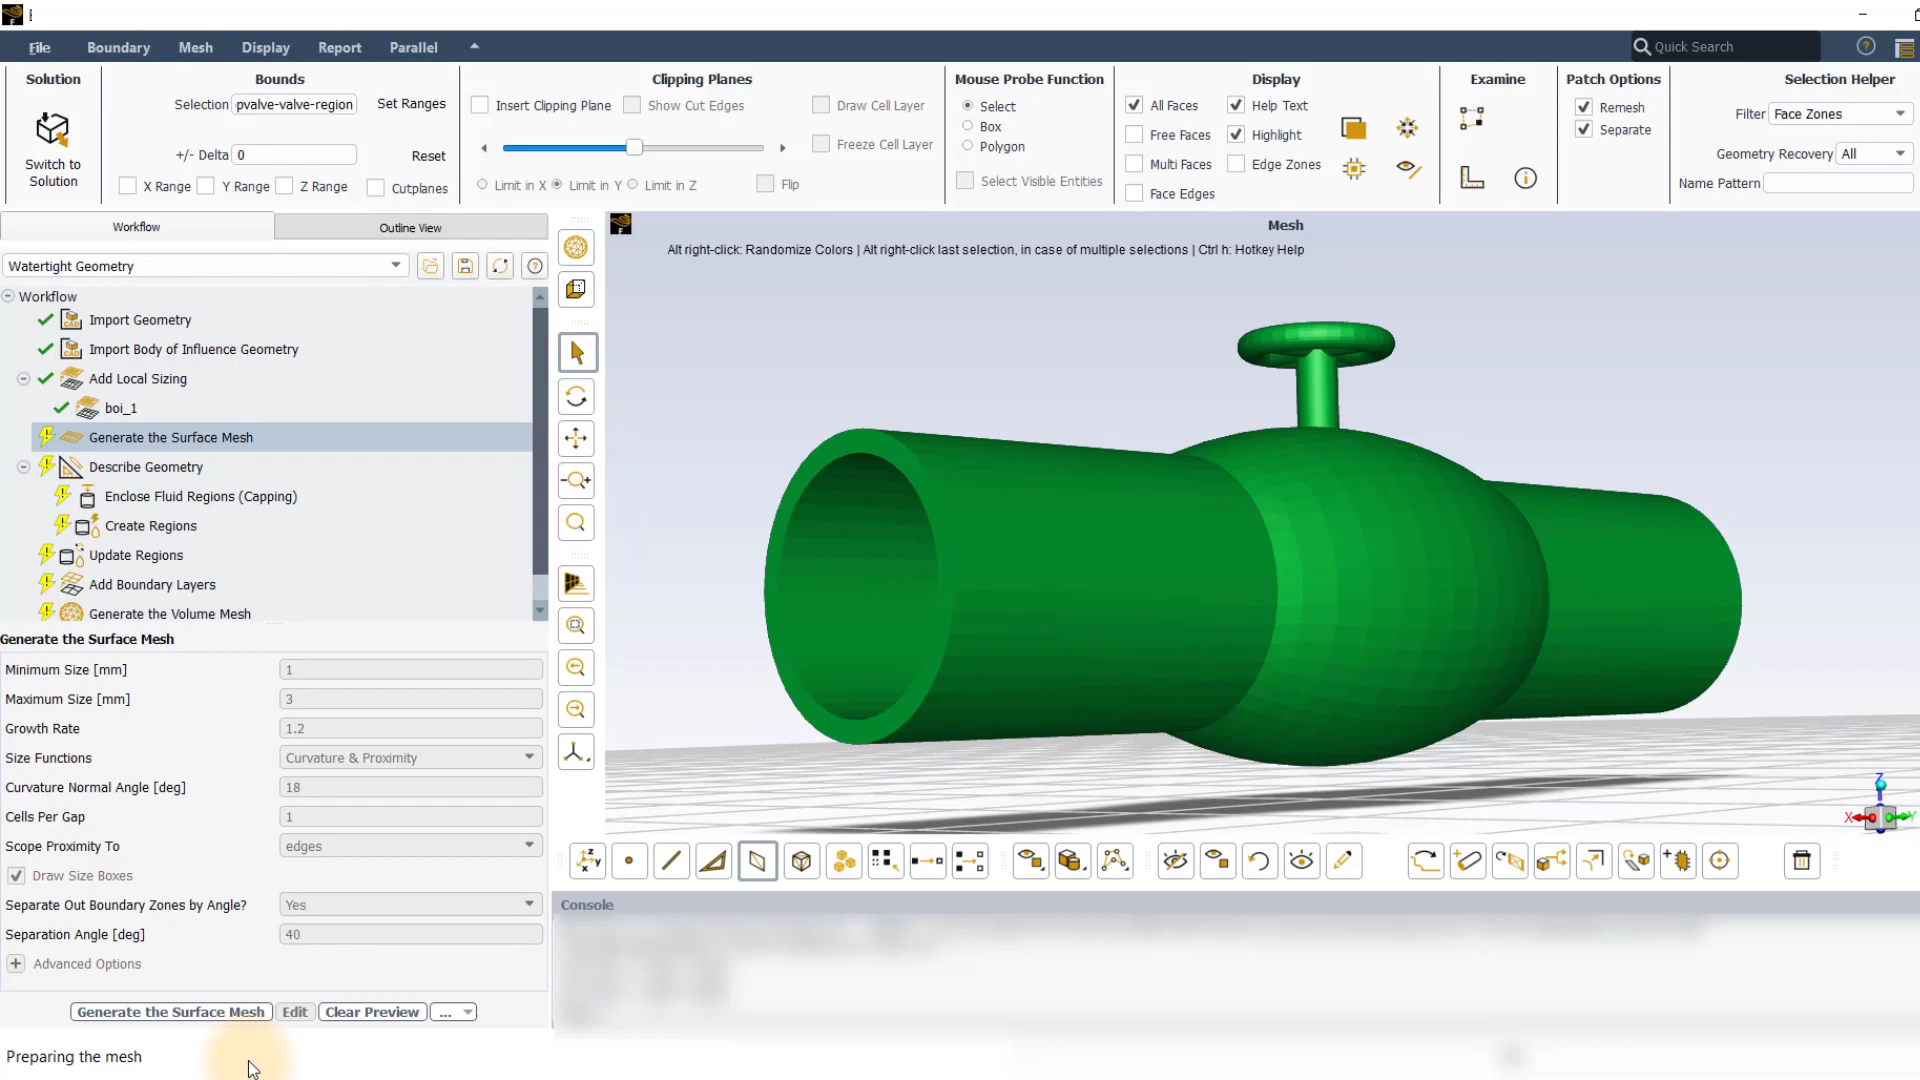 File Boundary Mesh Display Report Parallel Quick Search
Solution
Switch to
Solution
Bounds
Selection pvalve-valve-region Set Ranges
+/- Delta 0 Reset
X Range Y Range Z Range Cutplanes
Clipping Planes
Insert Clipping Plane Show Cut Edges Draw Cell Layer
Freeze Cell Layer
Limit in X Limit in Y Limit in Z Flip
Mouse Probe Function
Select
Box
Polygon
Select Visible Entities
Display
All Faces Help Text
Free Faces Highlight
Multi Faces Edge Zones
Face Edges
Examine
Patch Options
Remesh
Separate
Selection Helper
Filter Face Zones
Geometry Recovery All
Name Pattern
Workflow Outline View
Watertight Geometry
Workflow
Import Geometry
Import Body of Influence Geometry
Add Local Sizing
boi_1
Generate the Surface Mesh
Describe Geometry
Enclose Fluid Regions (Capping)
Create Regions
Update Regions
Add Boundary Layers
Generate the Volume Mesh
Generate the Surface Mesh
Minimum Size [mm] 1
Maximum Size [mm] 3
Growth Rate 1.2
Size Functions Curvature & Proximity
Curvature Normal Angle [deg] 18
Cells Per Gap 1
Scope Proximity To edges
Draw Size Boxes
Separate Out Boundary Zones by Angle? Yes
Separation Angle [deg] 40
Advanced Options
Generate the Surface Mesh Edit Clear Preview ...
Preparing the mesh
Mesh
Alt right-click: Randomize Colors | Alt right-click last selection, in case of multiple selections | Ctrl h: Hotkey Help
Z
X Y
Console